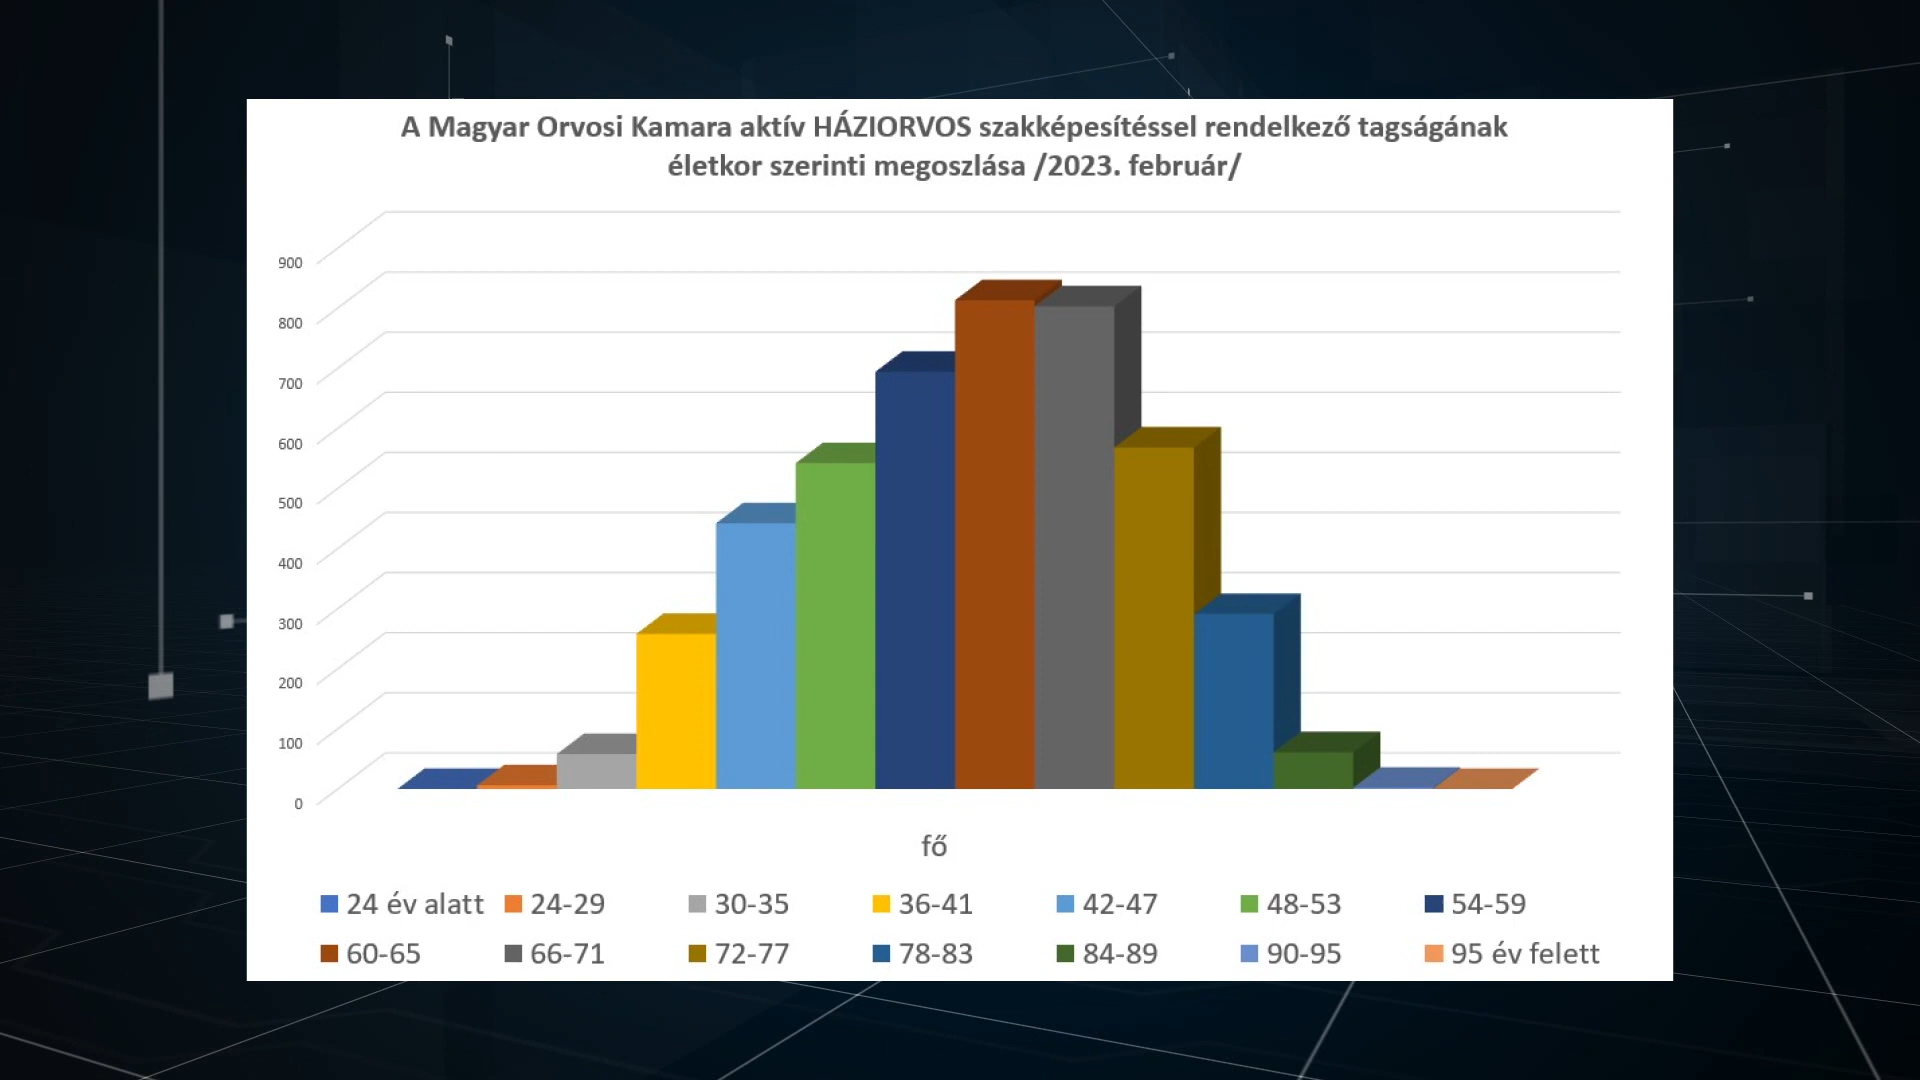 A Magyar Orvosi Kamara aktív HÁZIORVOS szakképesítéssel rendelkező tagságának
életkor szerinti megoszlása /2023. február/
900
800
700
600
500
400
300
200
100
0
fő
24 év alatt 24-29 30-35 36-41 42-47 48-53 54-59
60-65 66-71 72-77 78-83 84-89 90-95 95 év felett